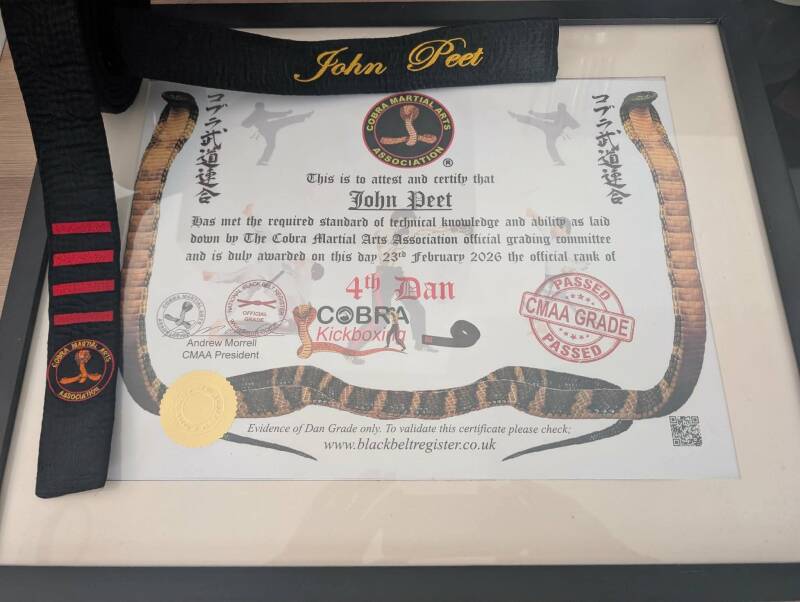 John Peet
コブラ武道連合
コブラ武道連合
COBRA MARTIAL ARTS
ASSOCIATION
®
This is to attest and certify that
John Peet
Has met the required standard of technical knowledge and ability as laid
down by The Cobra Martial Arts Association official grading committee
and is duly awarded on this day 23rd February 2026 the official rank of
4th Dan
COBRA
Kickboxing
OFFICIAL
GRADE
PASSED
CMAA GRADE
PASSED
Andrew Morrell
CMAA President
COBRA MARTIAL ARTS
ASSOCIATION
Evidence of Dan Grade only. To validate this certificate please check;
www.blackbeltregister.co.uk